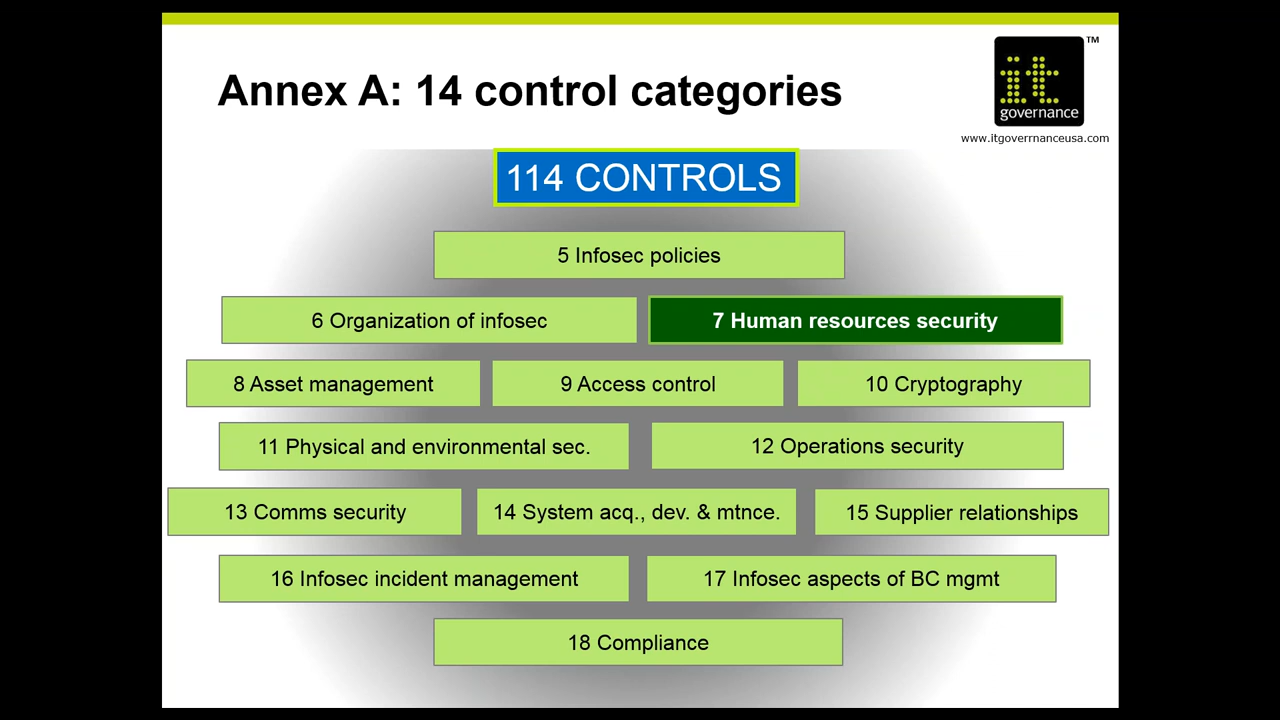 Annex A: 14 control categories
it
TM
governance
www.itgoverrnanceusa.com
114 CONTROLS
5 Infosec policies
6 Organization of infosec
7 Human resources security
8 Asset management
9 Access control
10 Cryptography
11 Physical and environmental sec.
12 Operations security
13 Comms security
14 System acq., dev. & mtnce.
15 Supplier relationships
16 Infosec incident management
17 Infosec aspects of BC mgmt
18 Compliance